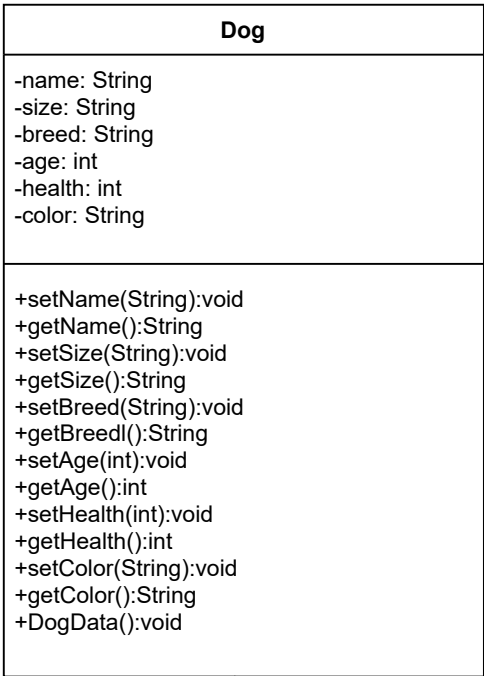 Dog
-name: String
-size: String
-breed: String
-age: int
-health: int
-color: String
+setName(String):void
+getName():String
+setSize(String):void
+getSize():String
+setBreed(String):void
+getBreedl():String
+setAge(int):void
+getAge():int
+setHealth(int):void
+getHealth():int
+setColor(String):void
+getColor():String
+DogData():void